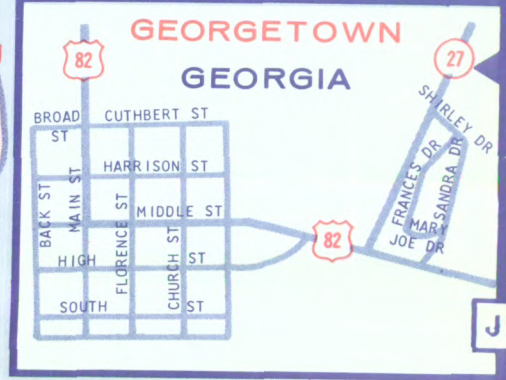 GEORGETOWN
GEORGIA
82
27
BROAD ST
CUTHBERT ST
SHIRLEY DR
HARRISON ST
FRANCES DR
SANDRA DR
BACK ST
MAIN ST
FLORENCE ST
MIDDLE ST
CHURCH ST
MARY JOE DR
82
HIGH ST
SOUTH ST
J